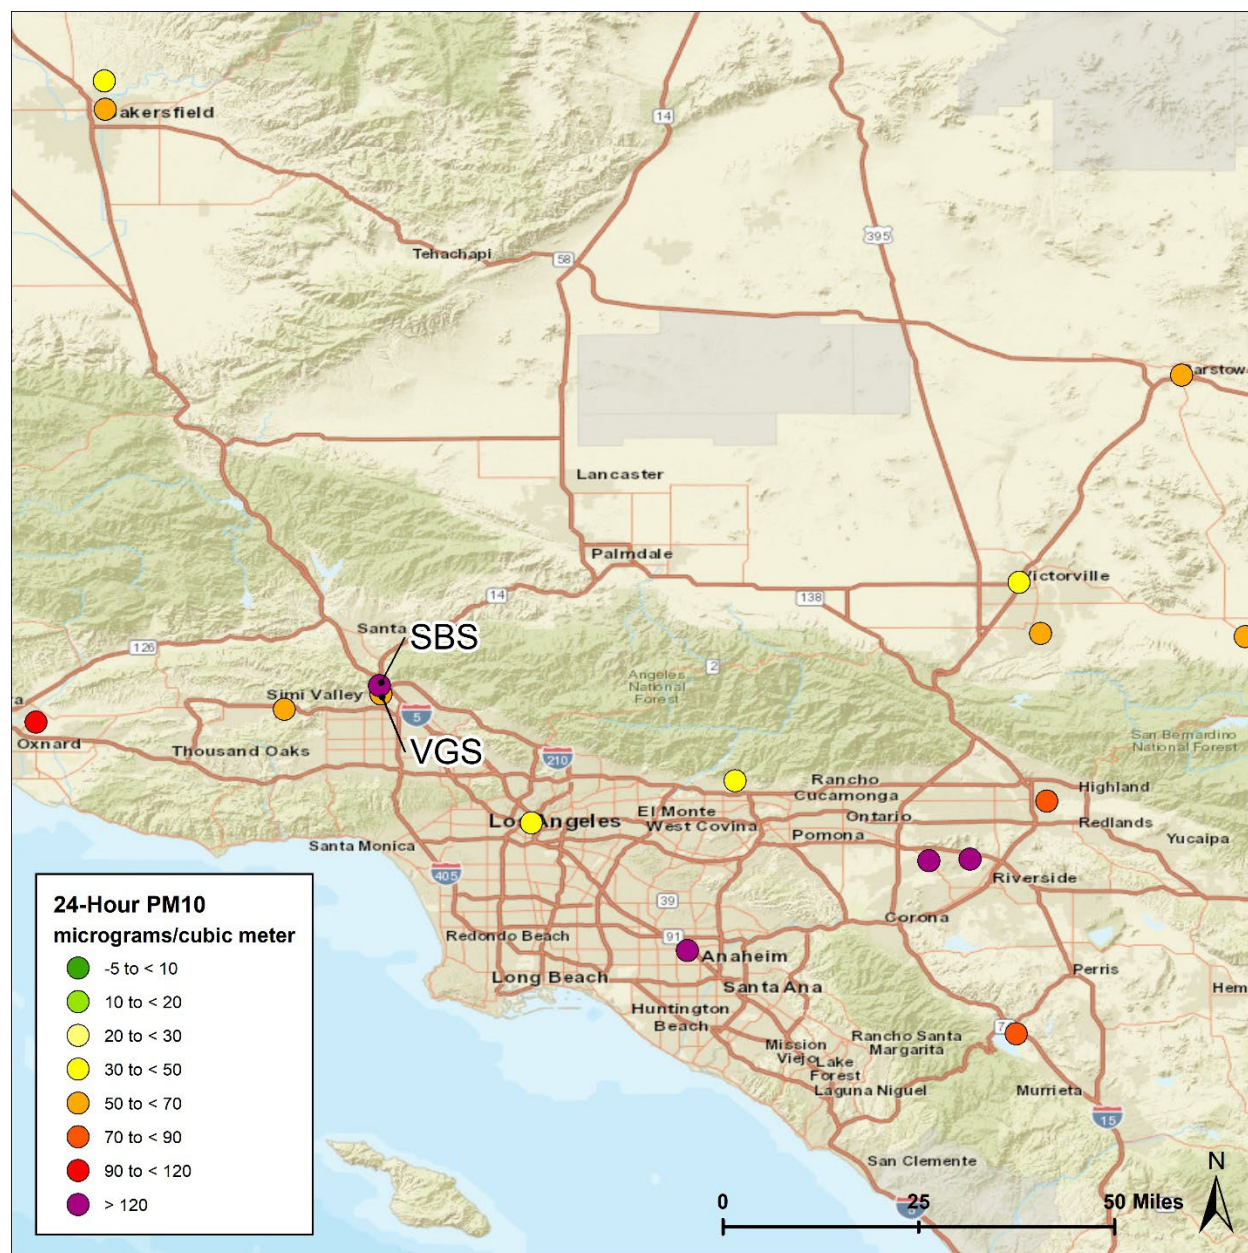 akersfield
14
395
Tehachapi
58
arstow
Lancaster
Palmdale
ictorville
14
138
Santa
SBS
126
2
Angeles
National
Forest
Simi Valley
5
a
Oxnard
Thousand Oaks
VGS
210
San Bernardino
National Forest
Rancho
Cucamonga
Highland
El Monte
Los Angeles
West Covina
Ontario
Redlands
Pomona
Yucaipa
Santa Monica
405
Riverside
39
Corona
Redondo Beach
91
Anaheim
Perris
Long Beach
Santa Ana
Hem
Huntington
Beach
Rancho Santa
Margarita
7
Mission
Viejo
Lake
Forest
Laguna Niguel
Murrieta
15
San Clemente
5
N
0 25 50 Miles
24-Hour PM10
micrograms/cubic meter
-5 to < 10
10 to < 20
20 to < 30
30 to < 50
50 to < 70
70 to < 90
90 to < 120
> 120